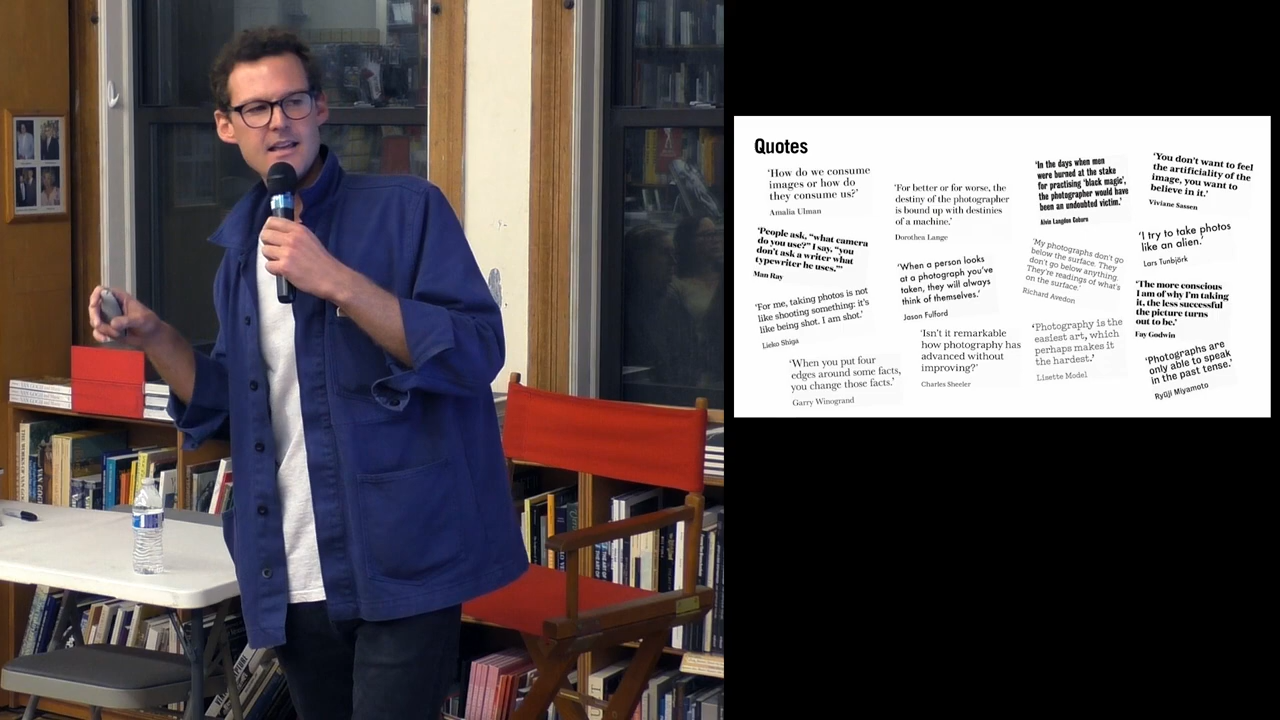 Quotes
'How do we consume
images or how do
they consume us?'
Amalia Ulman
'People ask, “what camera
do you use?” I say, “you
don't ask a writer what
typewriter he uses.”'
Man Ray
'For me, taking photos is not
like shooting something: it's
like being shot. I am shot.'
Lieko Shiga
'When you put four
edges around some facts,
you change those facts.'
Garry Winogrand
'For better or for worse, the
destiny of the photographer
is bound up with destinies
of a machine.'
Dorothea Lange
'When a person looks
at a photograph you've
taken, they will always
think of themselves.'
Jason Fulford
'Isn't it remarkable
how photography has
advanced without
improving?'
Charles Sheeler
'In the days when men
were burned at the stake
for practising 'black magic',
the photographer would have
been an undoubted victim.'
Alvin Langdon Coburn
'My photographs don't go
below the surface. They
don't go below anything.
They're readings of what's
on the surface.'
Richard Avedon
'Photography is the
easiest art, which
perhaps makes it
the hardest.'
Lisette Model
'You don't want to feel
the artificiality of the
image, you want to
believe in it.'
Viviane Sassen
'I try to take photos
like an alien.'
Lars Tunbjörk
'The more conscious
I am of why I'm taking
it, the less successful
the picture turns
out to be.'
Fay Godwin
'Photographs are
only able to speak
in the past tense.'
Ryūji Miyamoto